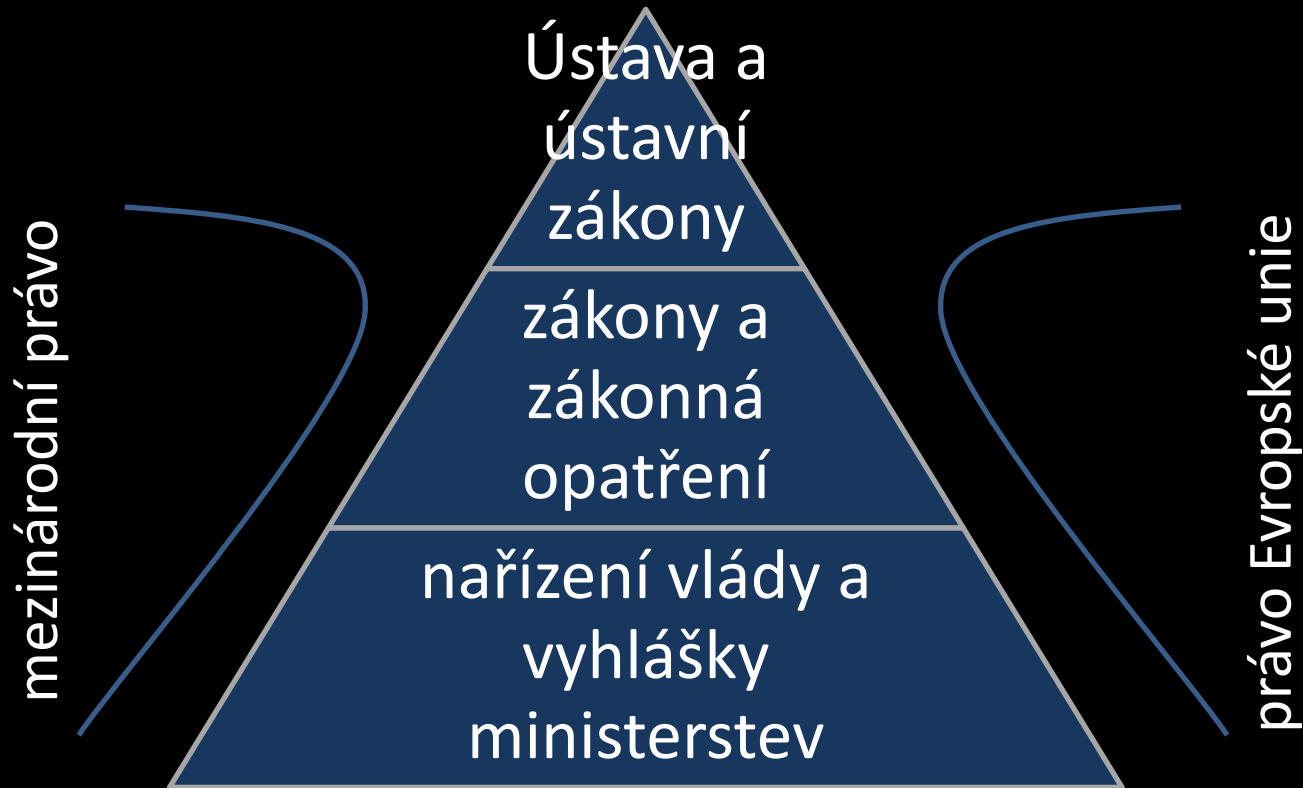 Ústava a
ústavní
zákony
zákony a
zákonná
opatření
nařízení vlády a
vyhlášky
ministerstev
mezinárodní právo
právo Evropské unie